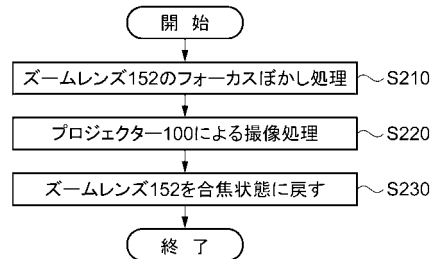 開始
ズームレンズ152のフォーカスぼかし処理 S210
プロジェクター100による撮像処理 S220
ズームレンズ152を合焦状態に戻す S230
終了